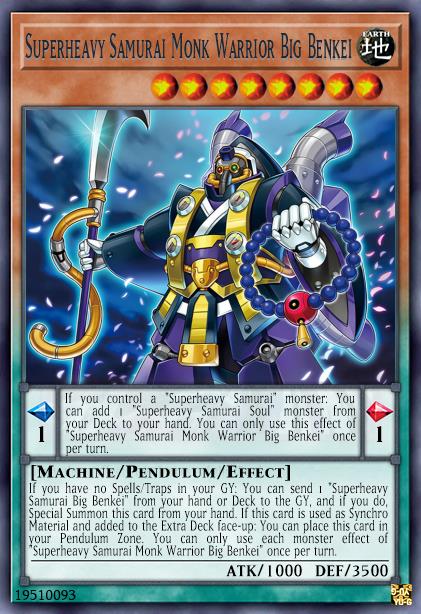 Superheavy Samurai Monk Warrior Big Benkei
EARTH
地
If you control a "Superheavy Samurai" monster: You
can add 1 "Superheavy Samurai Soul" monster from
your Deck to your hand. You can only use this effect of
"Superheavy Samurai Monk Warrior Big Benkei" once
per turn.
1
1
[Machine/Pendulum/Effect]
If you have no Spells/Traps in your GY: You can send 1 "Superheavy
Samurai Big Benkei" from your hand or Deck to the GY, and if you do,
Special Summon this card from your hand. If this card is used as Synchro
Material and added to the Extra Deck face-up: You can place this card in
your Pendulum Zone. You can only use each monster effect of
"Superheavy Samurai Monk Warrior Big Benkei" once per turn.
ATK/1000 DEF/3500
19510093